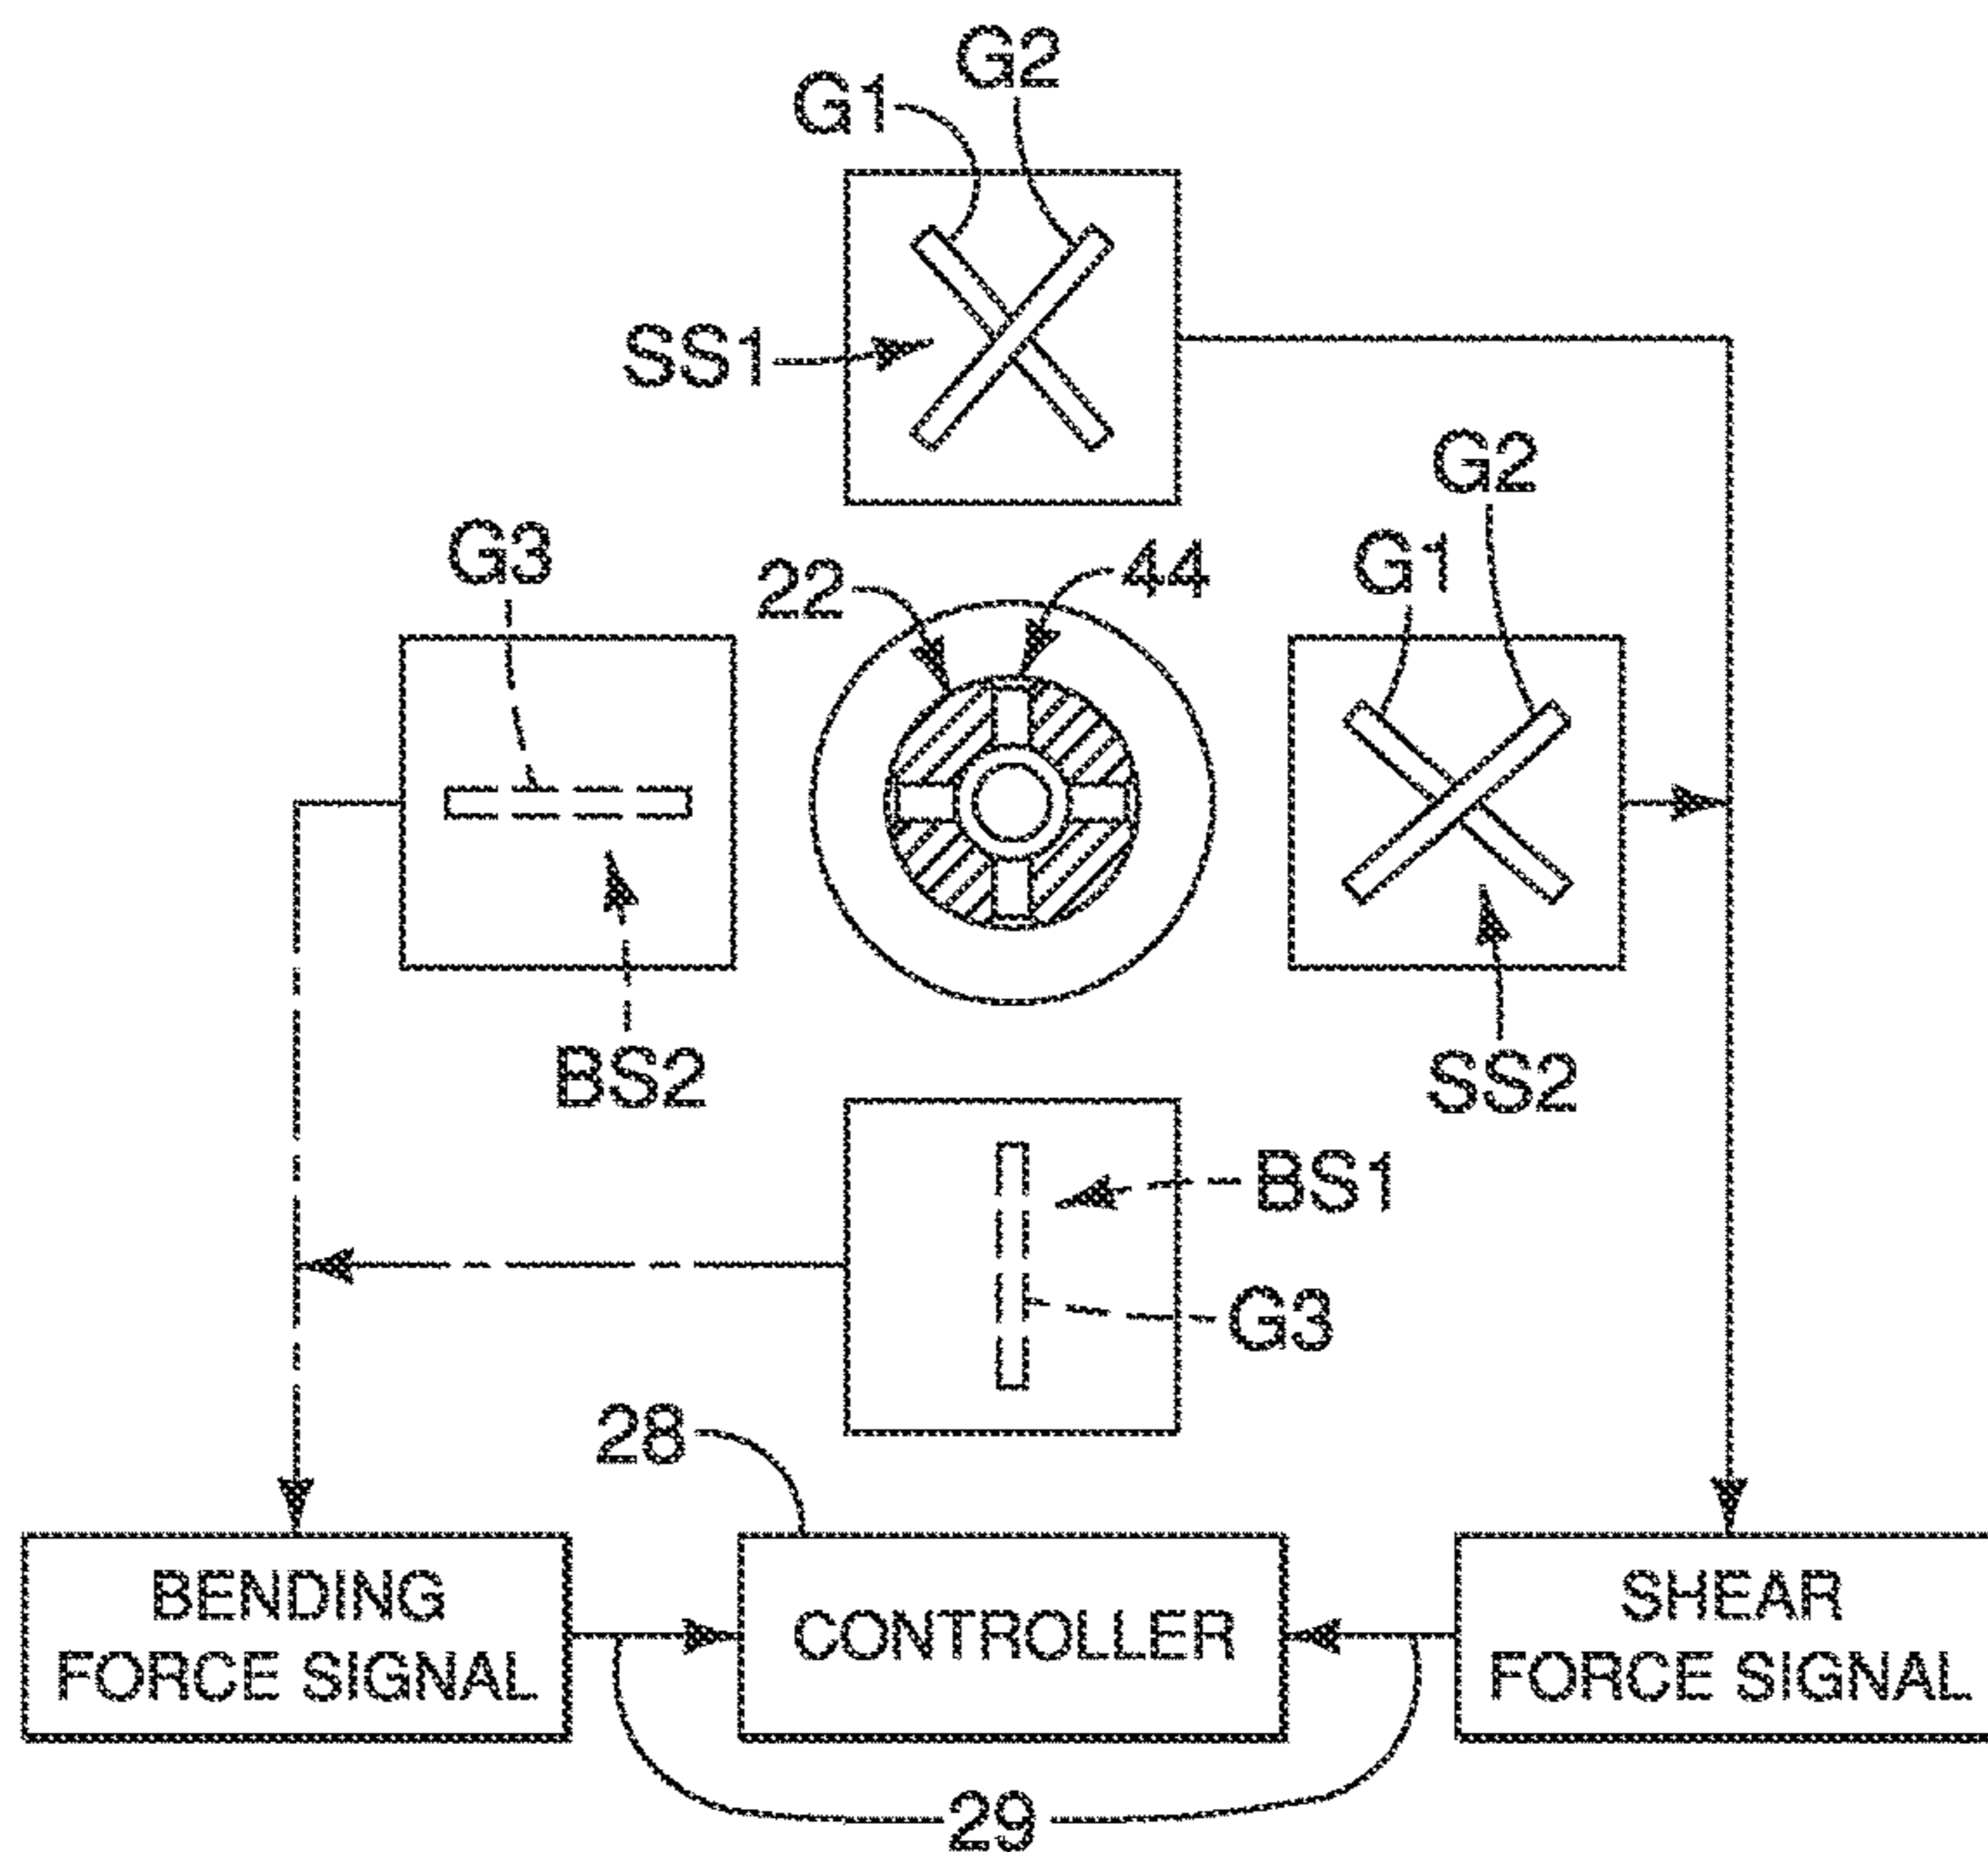 G2
G1
SS1
G2
G1
G3
22
44
BS2
SS2
BS1
G3
28
BENDING
FORCE SIGNAL
CONTROLLER
SHEAR
FORCE SIGNAL
29